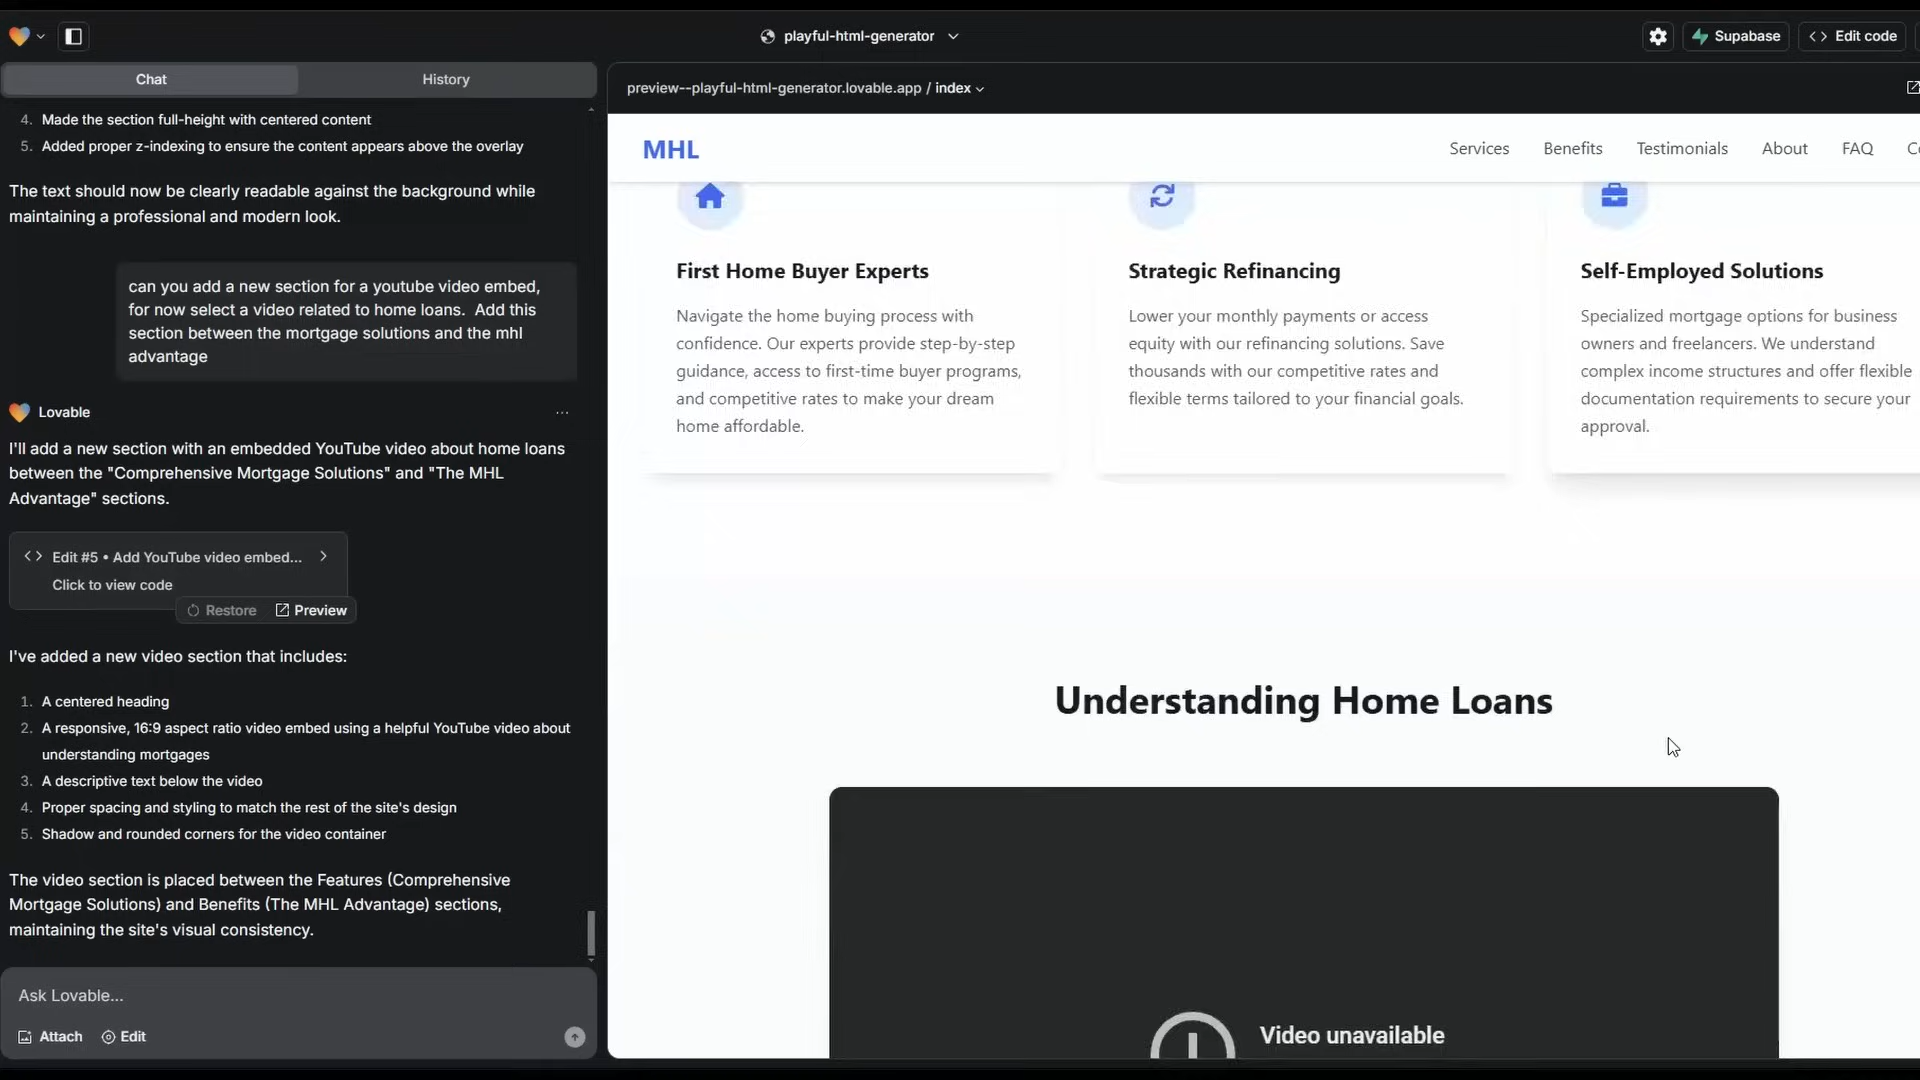 playful-html-generator
Supabase
Edit code
Chat
History
4. Made the section full-height with centered content
5. Added proper z-indexing to ensure the content appears above the overlay
The text should now be clearly readable against the background while
maintaining a professional and modern look.
can you add a new section for a youtube video embed,
for now select a video related to home loans.  Add this
section between the mortgage solutions and the mhl
advantage
Lovable
I'll add a new section with an embedded YouTube video about home loans
between the "Comprehensive Mortgage Solutions" and "The MHL
Advantage" sections.
Edit #5 • Add YouTube video embed...
Click to view code
Restore
Preview
I've added a new video section that includes:
1. A centered heading
2. A responsive, 16:9 aspect ratio video embed using a helpful YouTube video about
understanding mortgages
3. A descriptive text below the video
4. Proper spacing and styling to match the rest of the site's design
5. Shadow and rounded corners for the video container
The video section is placed between the Features (Comprehensive
Mortgage Solutions) and Benefits (The MHL Advantage) sections,
maintaining the site's visual consistency.
Ask Lovable...
Attach
Edit
preview--playful-html-generator.lovable.app / index
MHL
Services
Benefits
Testimonials
About
FAQ
First Home Buyer Experts
Navigate the home buying process with
confidence. Our experts provide step-by-step
guidance, access to first-time buyer programs,
and competitive rates to make your dream
home affordable.
Strategic Refinancing
Lower your monthly payments or access
equity with our refinancing solutions. Save
thousands with our competitive rates and
flexible terms tailored to your financial goals.
Self-Employed Solutions
Specialized mortgage options for business
owners and freelancers. We understand
complex income structures and offer flexible
documentation requirements to secure your
approval.
Understanding Home Loans
Video unavailable